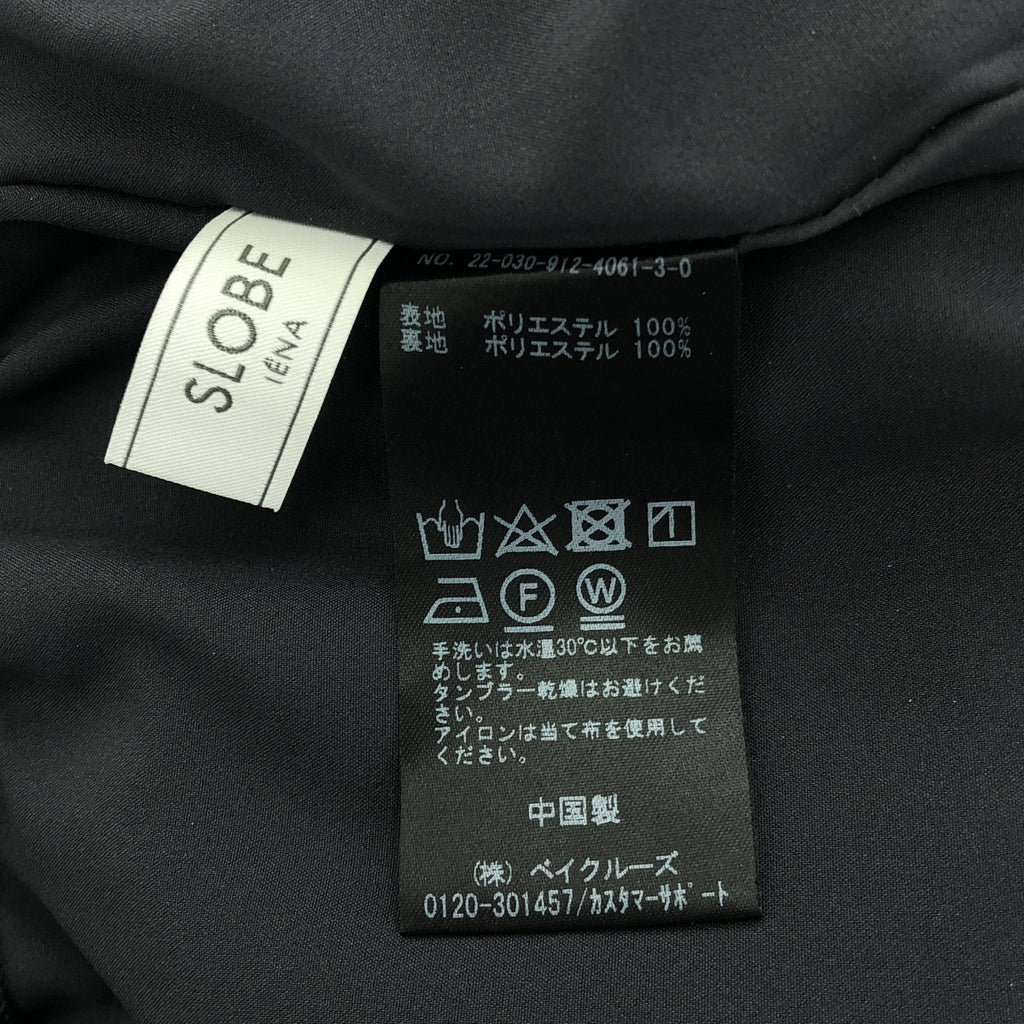 SLOBE
IÉNA
NO. 22-030-912-4061-3-0
表地 ポリエステル 100%
裏地 ポリエステル 100%
F
W
手洗いは水温30℃以下をお薦
めします。
タンブラー乾燥はお避けくだ
さい。
アイロンは当て布を使用して
ください。
中国製
(株) ベイクルーズ
0120-301457/カスタマーサポート